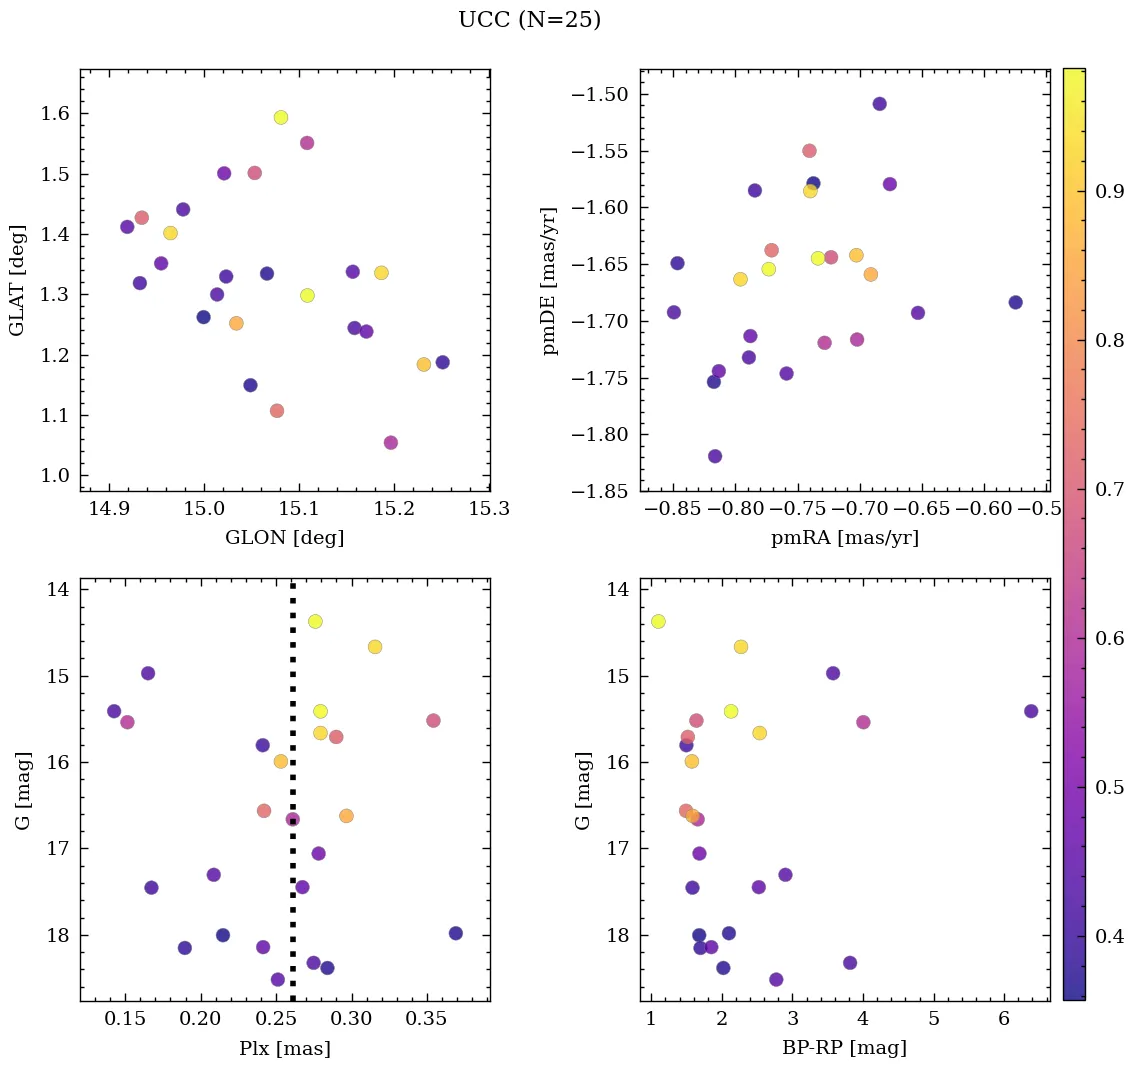 UCC (N=25)
1.6
1.5
1.4
1.3
1.2
1.1
1.0
GLAT [deg]
14.9 15.0 15.1 15.2 15.3
GLON [deg]
−1.50
−1.55
−1.60
−1.65
−1.70
−1.75
−1.80
−1.85
pmDE [mas/yr]
−0.85 −0.80 −0.75 −0.70 −0.65 −0.60 −0.5
pmRA [mas/yr]
14
15
16
17
18
G [mag]
0.15 0.20 0.25 0.30 0.35
Plx [mas]
14
15
16
17
18
G [mag]
1 2 3 4 5 6
BP-RP [mag]
0.9
0.8
0.7
0.6
0.5
0.4